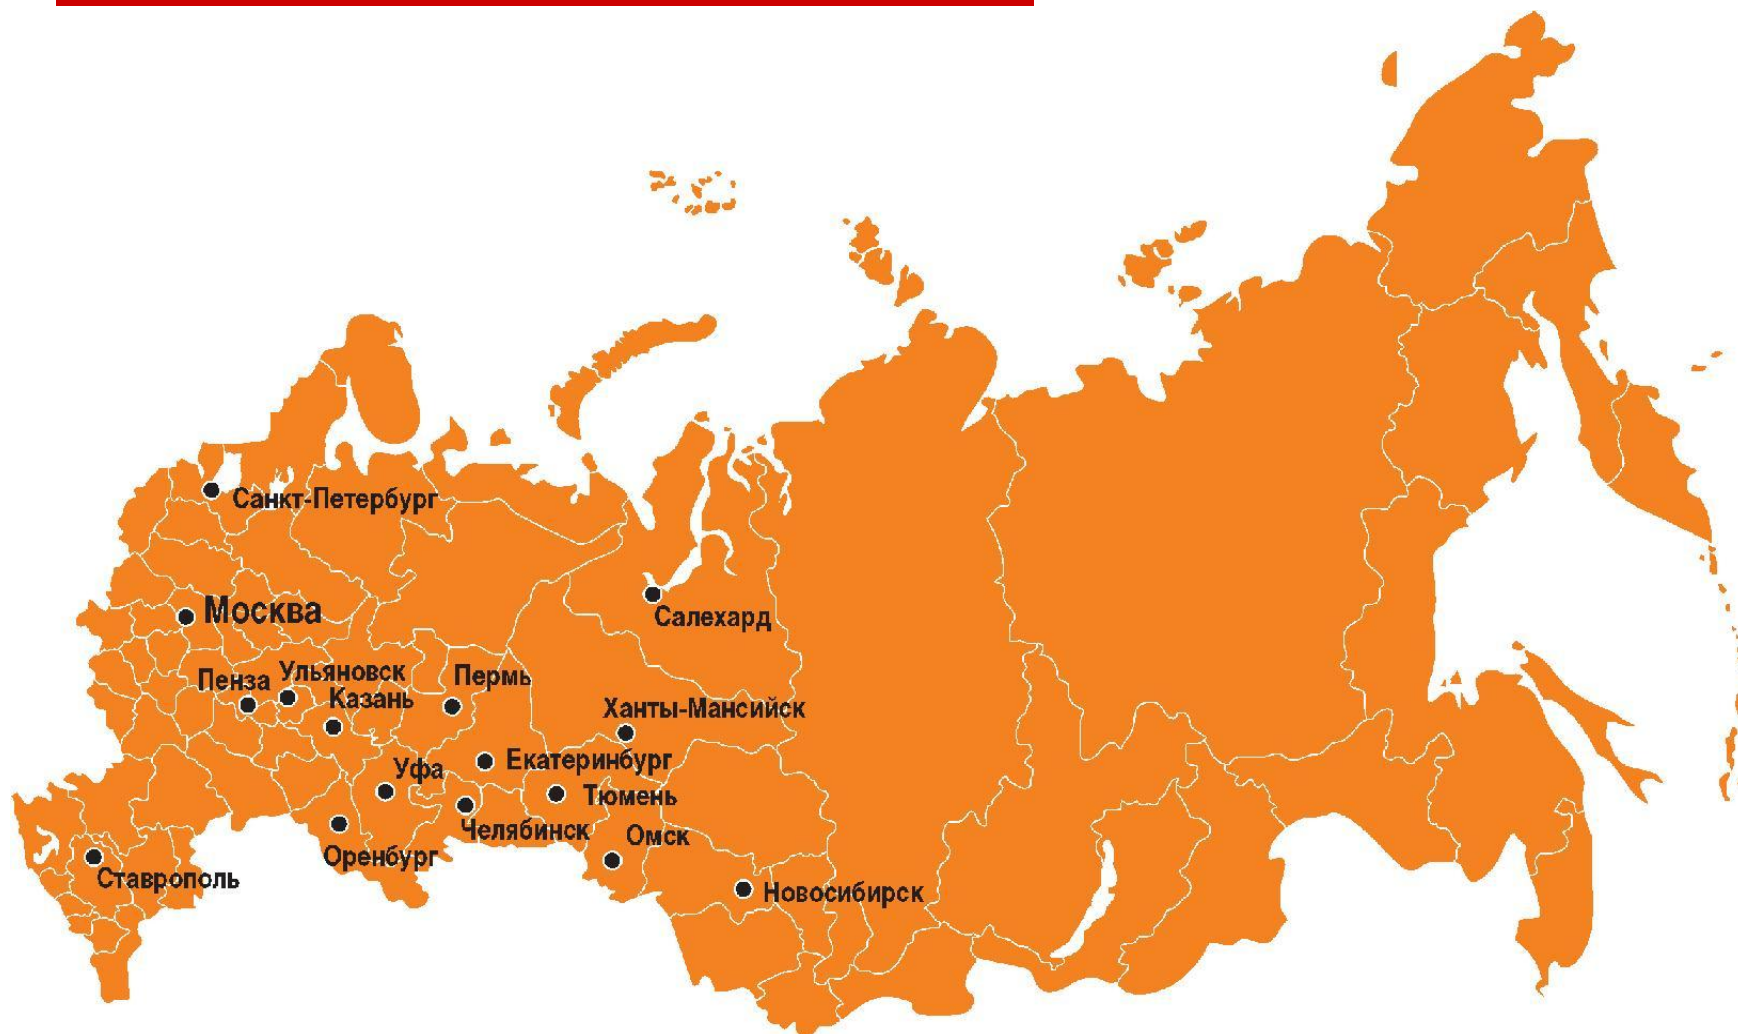 Санкт-Петербург
Москва
Салехард
Ульяновск
Пенза
Пермь
Казань
Ханты-Мансийск
Екатеринбург
Уфа
Тюмень
Челябинск
Омск
Оренбург
Ставрополь
Новосибирск